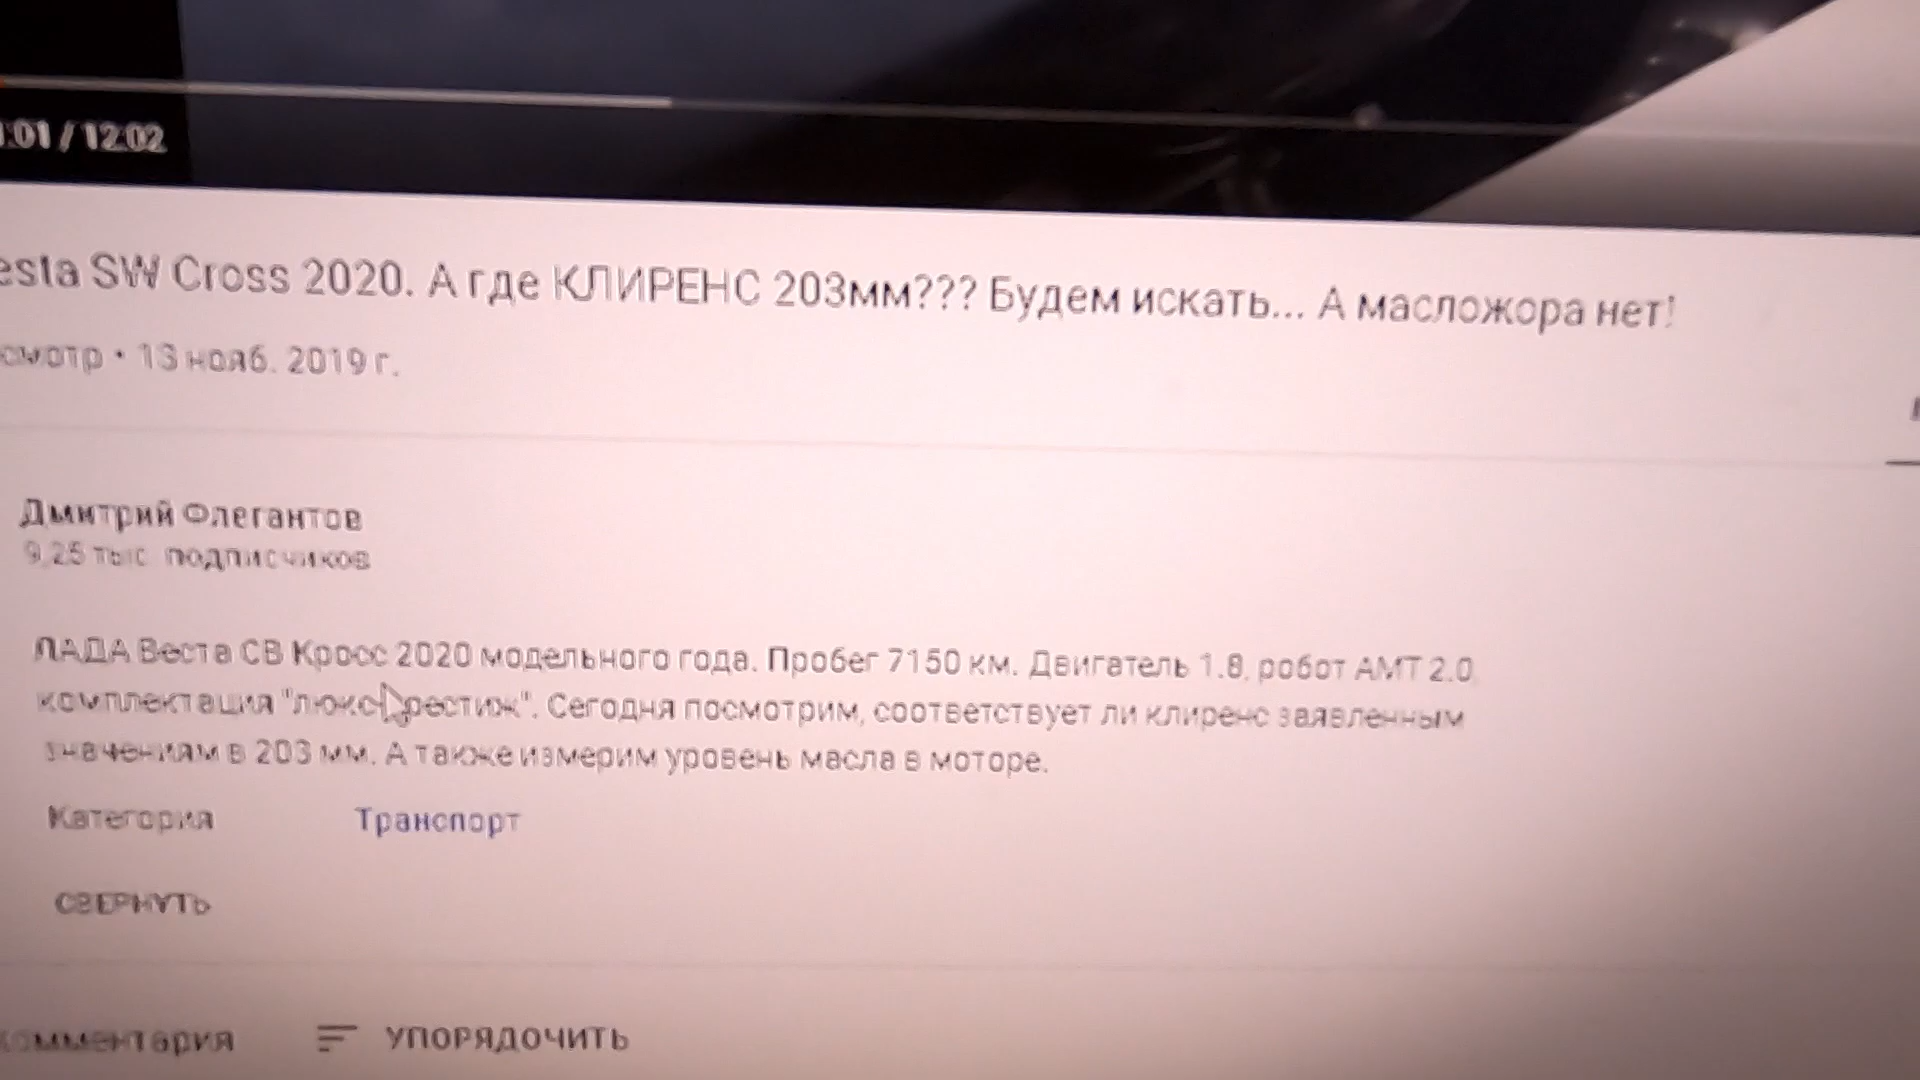 :01 / 12:02
esta SW Cross 2020. А где КЛИРЕНС 203мм??? Будем искать... А масложора нет!
смотр • 13 нояб. 2019 г.
Дмитрий Флегантов
9,25 тыс. подписчиков
ЛАДА Веста СВ Кросс 2020 модельного года. Пробег 7150 км. Двигатель 1.8, робот АМТ 2.0,
комплектация "люкс рестиж". Сегодня посмотрим, соответствует ли клиренс заявленным
значениям в 203 мм. А также измерим уровень масла в моторе.
Категория Транспорт
СВЕРНУТЬ
комментария УПОРЯДОЧИТЬ